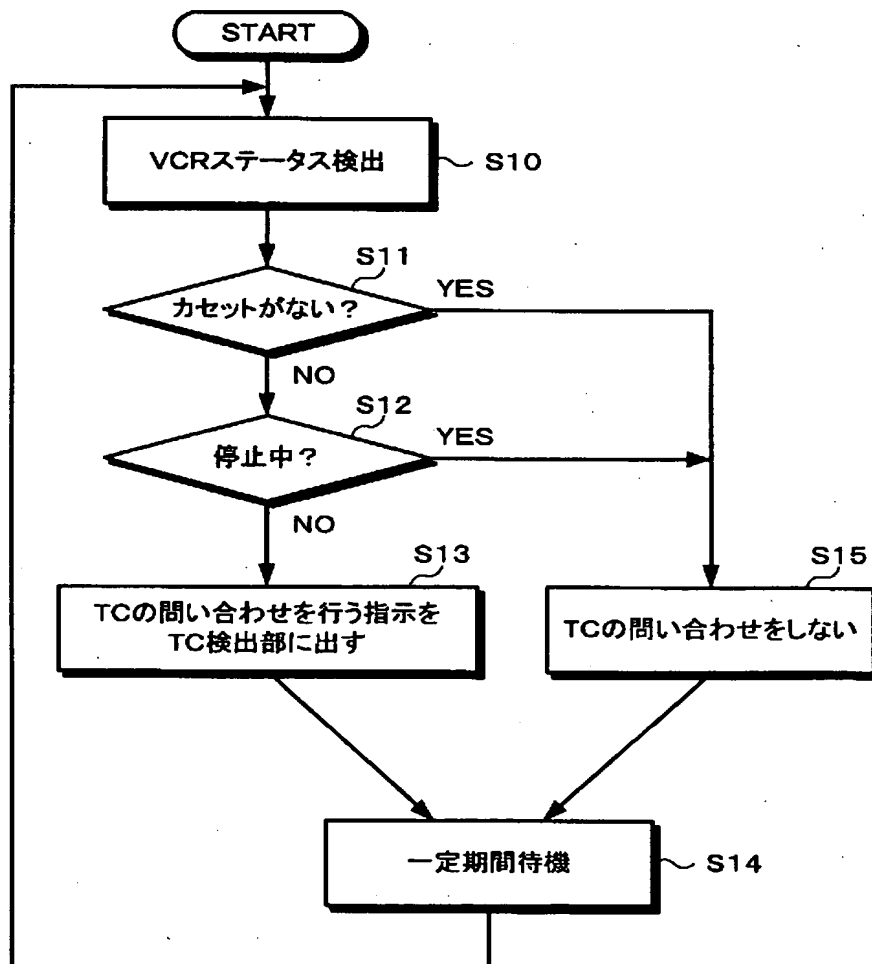 START
VCRステータス検出
S10
S11
カセットがない？
YES
NO
S12
停止中？
YES
NO
S13
TCの問い合わせを行う指示を
TC検出部に出す
S15
TCの問い合わせをしない
一定期間待機
S14